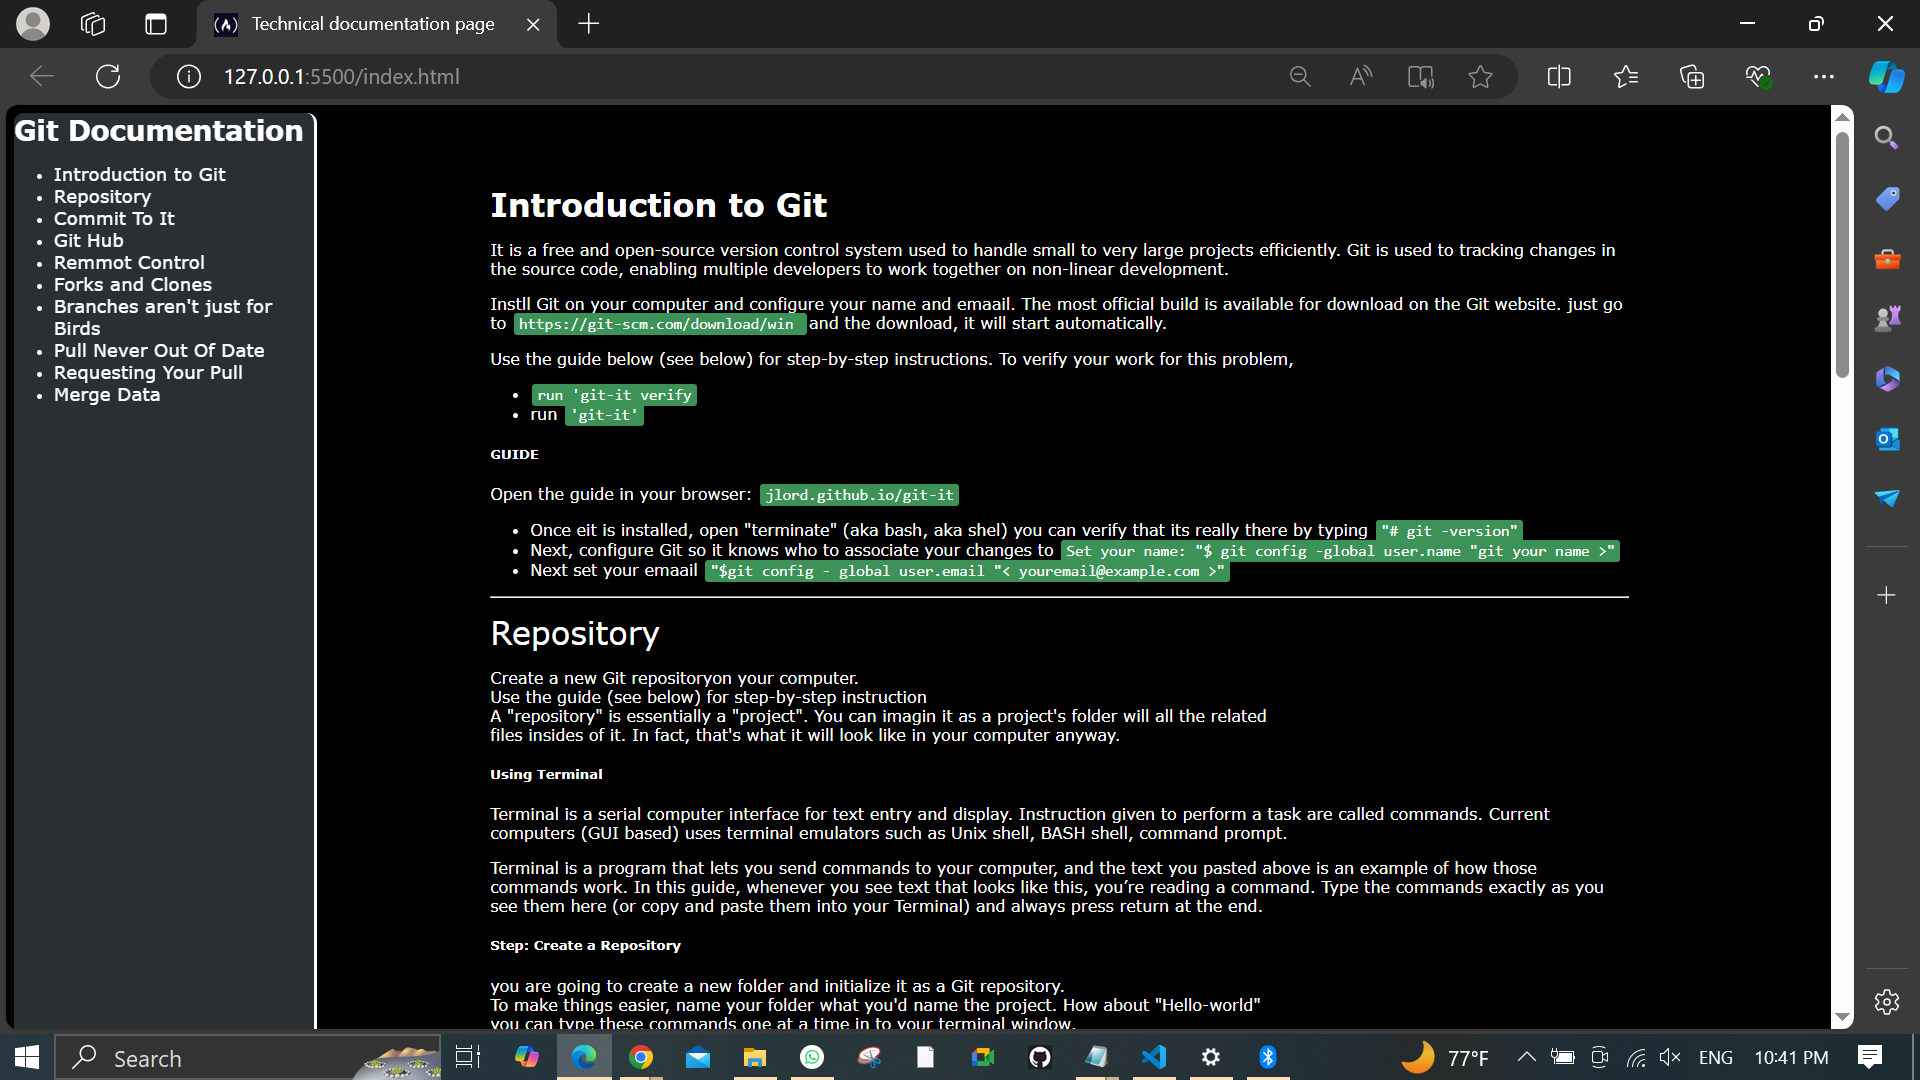 Technical documentation page
127.0.0.1:5500/index.html
Git Documentation
Introduction to Git
Repository
Commit To It
Git Hub
Remmot Control
Forks and Clones
Branches aren't just for
Birds
Pull Never Out Of Date
Requesting Your Pull
Merge Data
Introduction to Git
It is a free and open-source version control system used to handle small to very large projects efficiently. Git is used to tracking changes in
the source code, enabling multiple developers to work together on non-linear development.
Instll Git on your computer and configure your name and emaail. The most official build is available for download on the Git website. just go
to https://git-scm.com/download/win and the download, it will start automatically.
Use the guide below (see below) for step-by-step instructions. To verify your work for this problem,
run 'git-it verify
run 'git-it'
GUIDE
Open the guide in your browser: jlord.github.io/git-it
Once eit is installed, open "terminate" (aka bash, aka shel) you can verify that its really there by typing "# git -version"
Next, configure Git so it knows who to associate your changes to Set your name: "$ git config -global user.name "git your name >"
Next set your emaail "$git config - global user.email "< youremail@example.com >"
Repository
Create a new Git repositoryon your computer.
Use the guide (see below) for step-by-step instruction
A "repository" is essentially a "project". You can imagin it as a project's folder will all the related
files insides of it. In fact, that's what it will look like in your computer anyway.
Using Terminal
Terminal is a serial computer interface for text entry and display. Instruction given to perform a task are called commands. Current
computers (GUI based) uses terminal emulators such as Unix shell, BASH shell, command prompt.
Terminal is a program that lets you send commands to your computer, and the text you pasted above is an example of how those
commands work. In this guide, whenever you see text that looks like this, you’re reading a command. Type the commands exactly as you
see them here (or copy and paste them into your Terminal) and always press return at the end.
Step: Create a Repository
you are going to create a new folder and initialize it as a Git repository.
To make things easier, name your folder what you'd name the project. How about "Hello-world"
you can type these commands one at a time in to your terminal window.
Search
77°F
ENG
10:41 PM